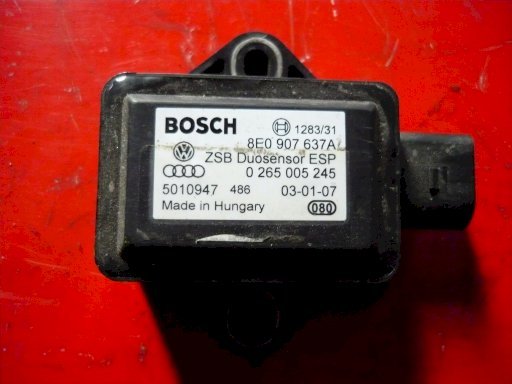 BOSCH 1283/31
8E0 907 637A
ZSB Duosensor ESP
0 265 005 245
5010947 486 03-01-07
Made in Hungary 080